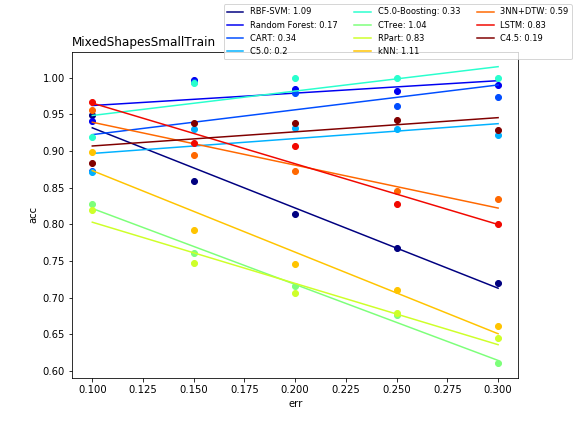 RBF-SVM: 1.09 C5.0-Boosting: 0.33 3NN+DTW: 0.59
Random Forest: 0.17 CTree: 1.04 LSTM: 0.83
CART: 0.34 RPart: 0.83 C4.5: 0.19
C5.0: 0.2 kNN: 1.11
MixedShapesSmallTrain
1.00
0.95
0.90
0.85
0.80
0.75
0.70
0.65
0.60
acc
0.100 0.125 0.150 0.175 0.200 0.225 0.250 0.275 0.300
err